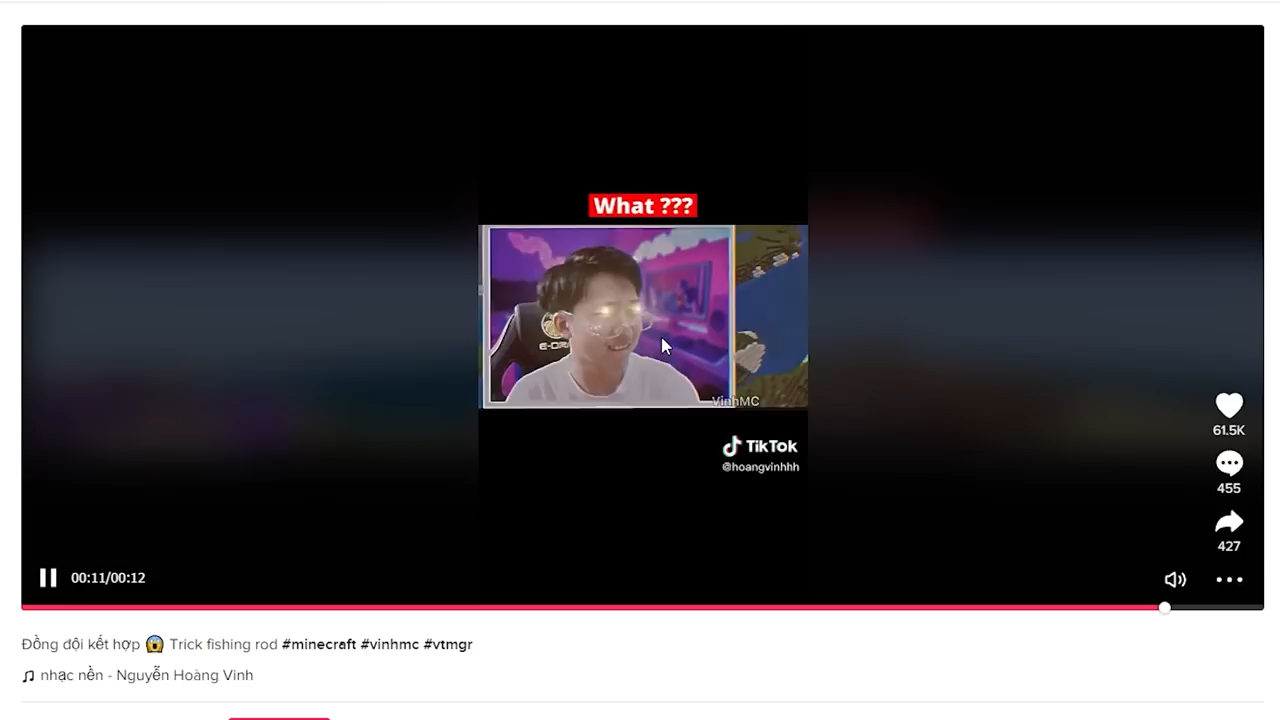 What ???
E-DRA
VinhMC
TikTok
@hoangvinhhh
61.5K
455
427
00:11/00:12
Đồng đội kết hợp 😱 Trick fishing rod #minecraft #vinhmc #vtmgr
nhạc nền - Nguyễn Hoàng Vinh